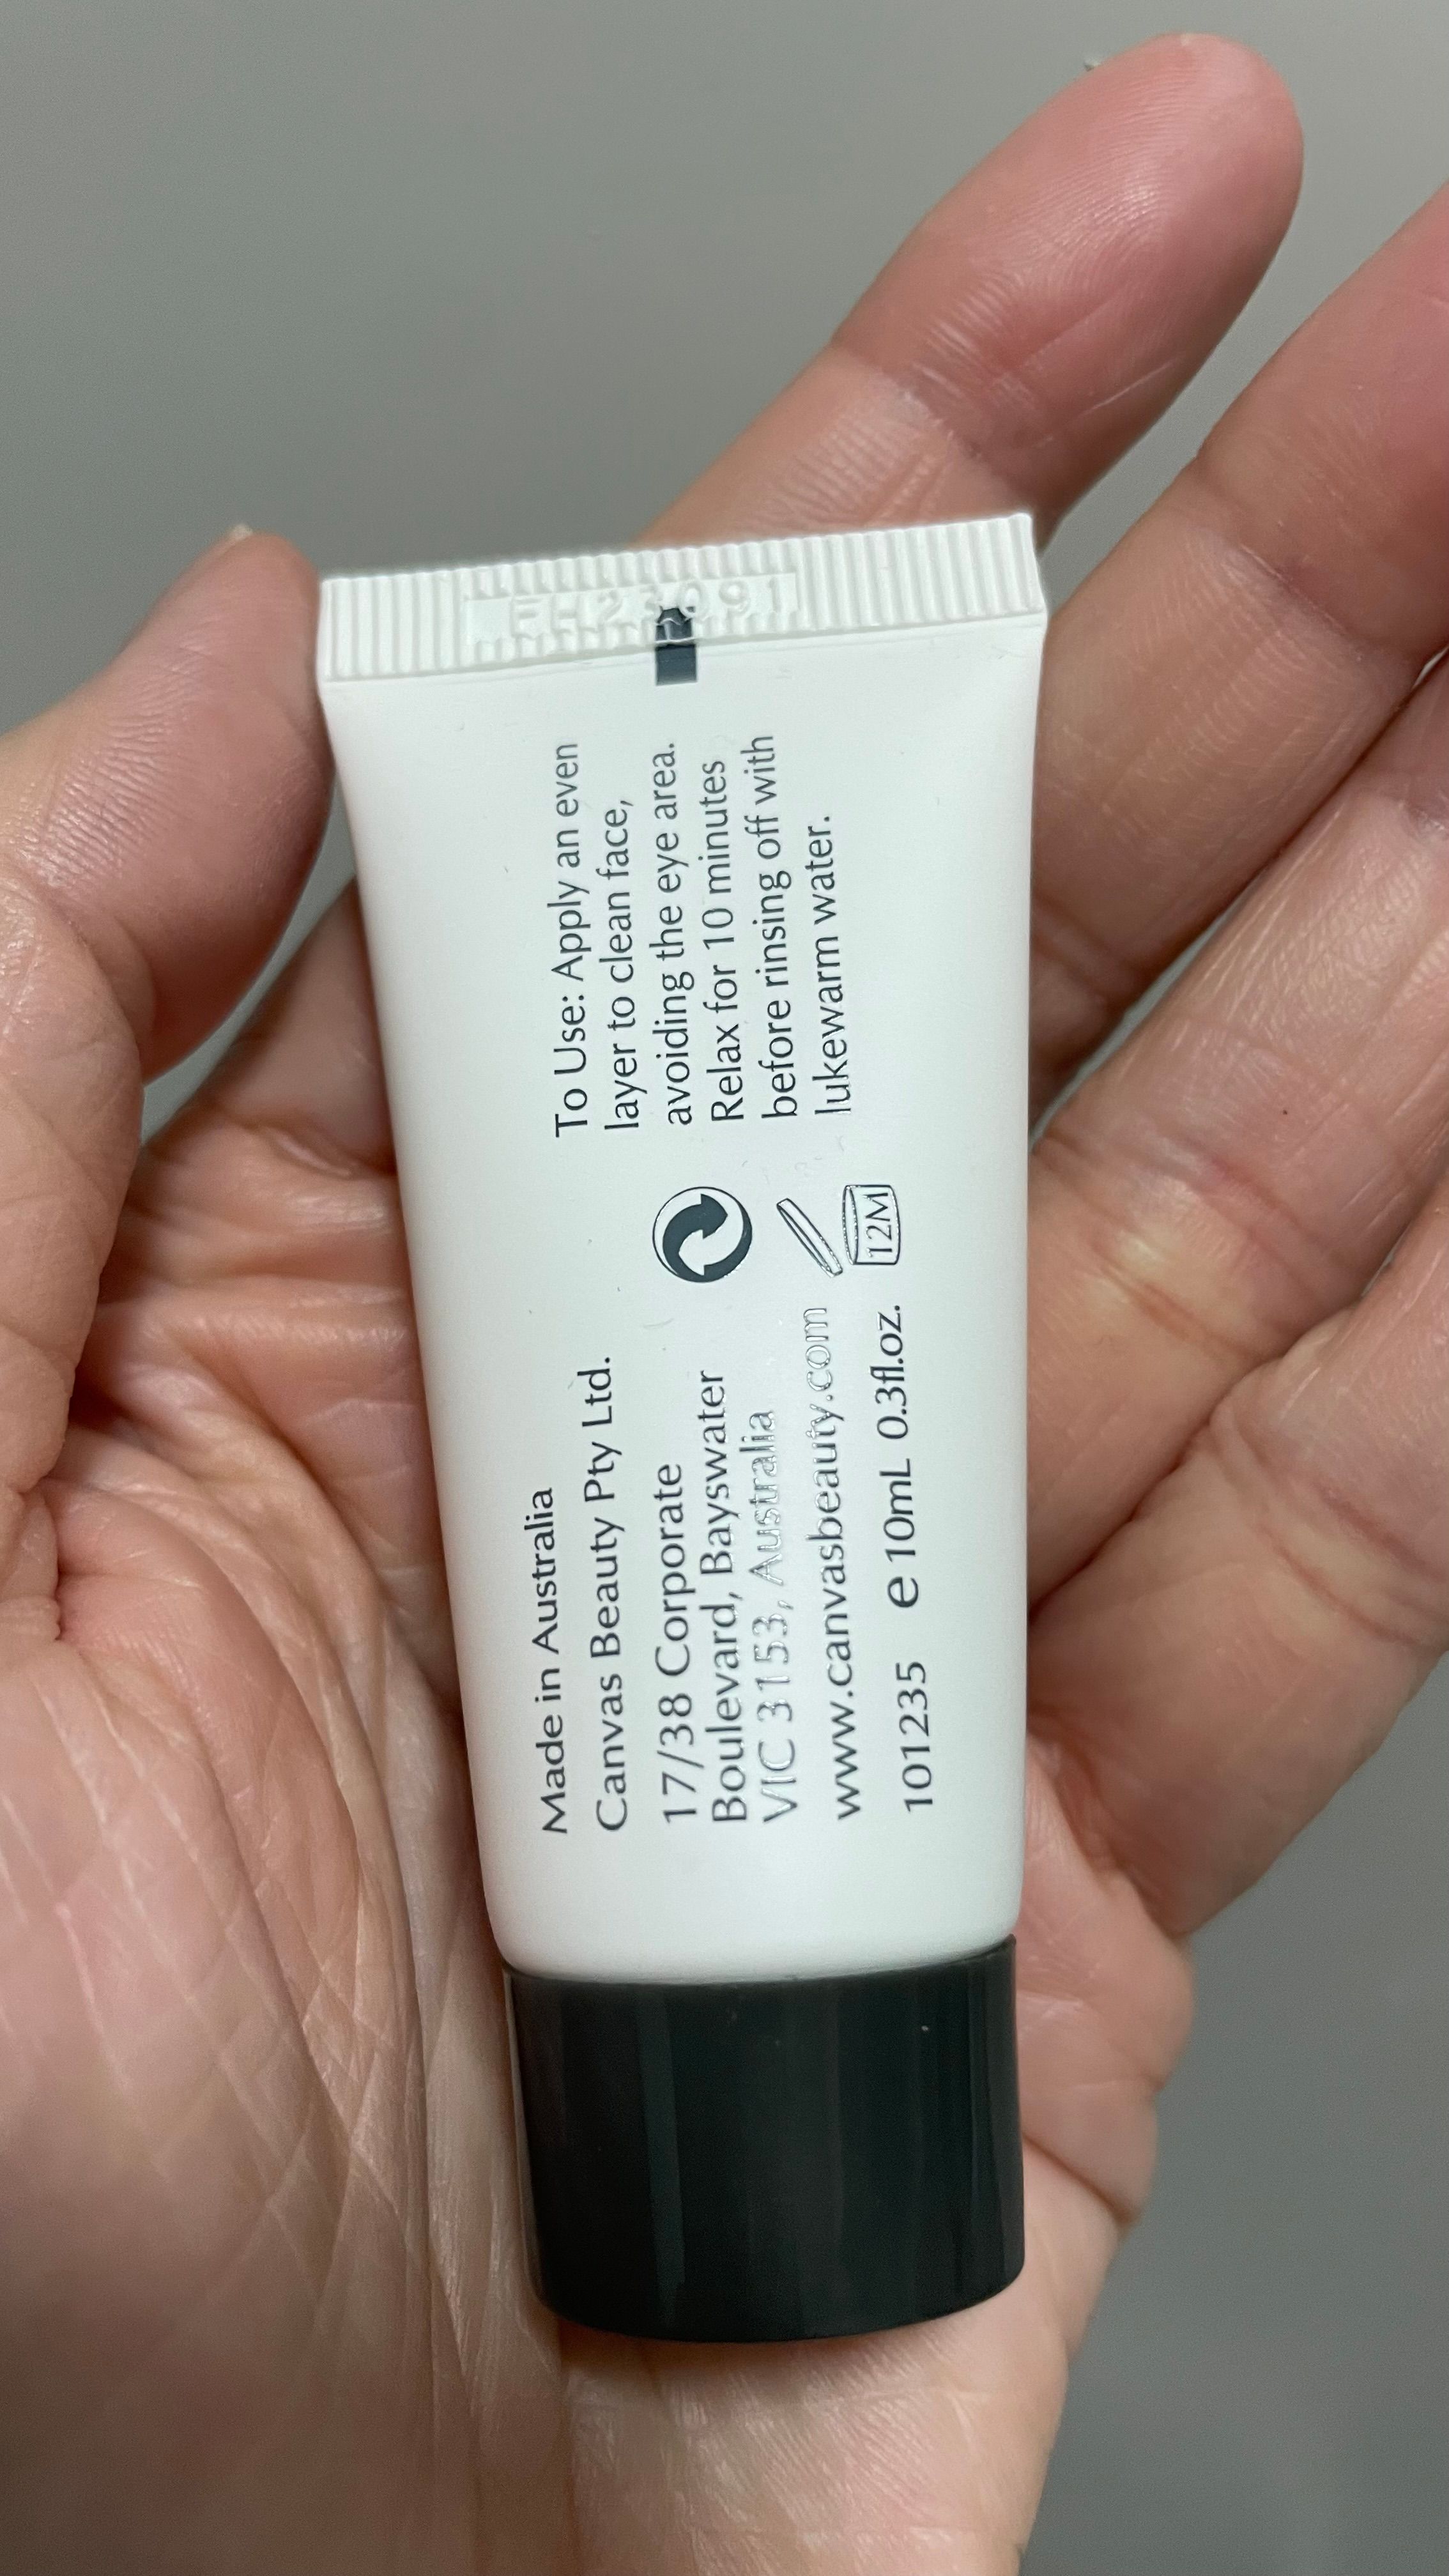 FH23091
To Use: Apply an even
layer to clean face,
avoiding the eye area.
Relax for 10 minutes
before rinsing off with
lukewarm water.
12M
Made in Australia
Canvas Beauty Pty Ltd.
17/38 Corporate
Boulevard, Bayswater
VIC 3153, Australia
www.canvasbeauty.com
101235 e 10mL 0.3fl.oz.